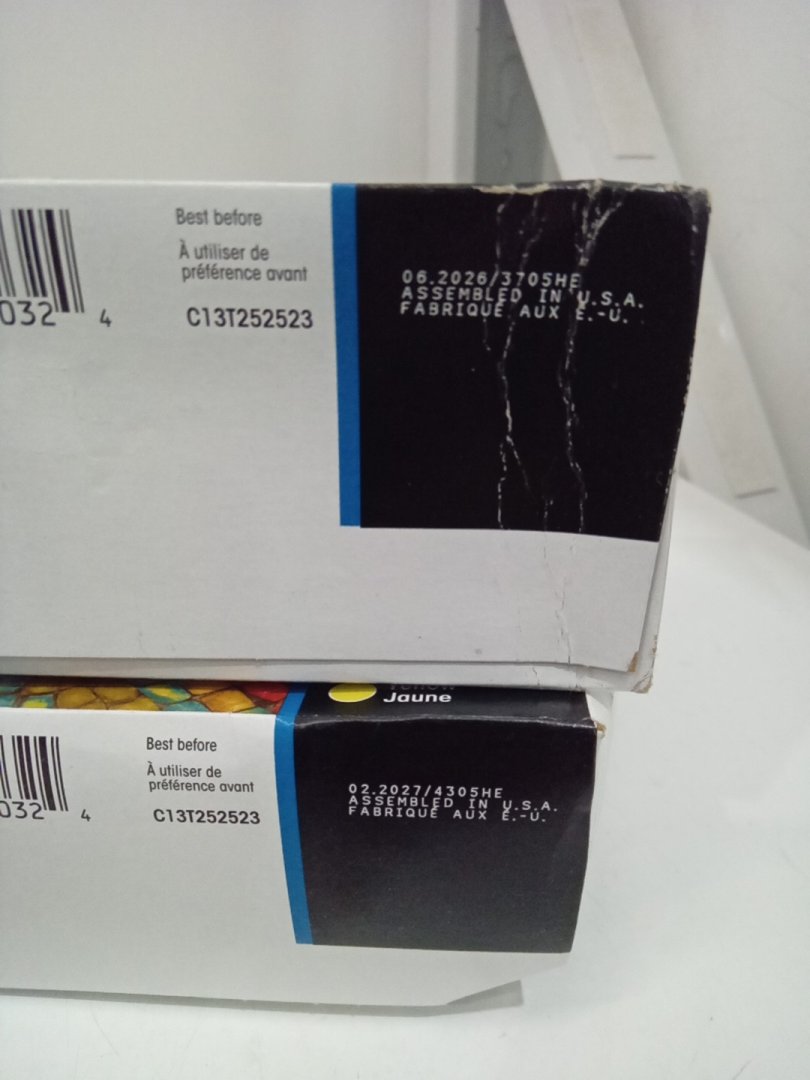 Best before
À utiliser de
préférence avant
032 4
C13T252523
06.2026/3705HE
ASSEMBLED IN U.S.A.
FABRIQUÉ AUX É.-U.
Jaune
Best before
À utiliser de
préférence avant
032 4
C13T252523
02.2027/4305HE
ASSEMBLED IN U.S.A.
FABRIQUÉ AUX É.-U.